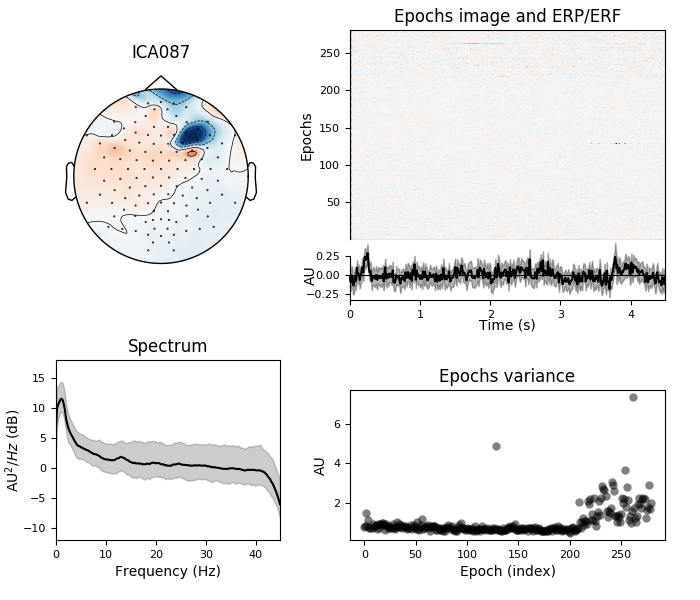 ICA087
Epochs image and ERP/ERF
Epochs
250
200
150
100
50
AU
0.25
0.00
−0.25
0 1 2 3 4
Time (s)
Spectrum
AU²/Hz (dB)
15
10
5
0
−5
−10
0 10 20 30 40
Frequency (Hz)
Epochs variance
AU
6
4
2
0 50 100 150 200 250
Epoch (index)